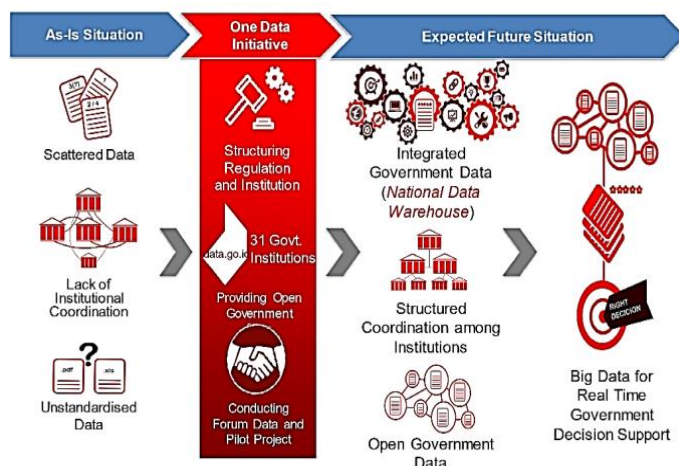 As-Is Situation
One Data
Initiative
Expected Future Situation
Scattered Data
Lack of
Institutional
Coordination
.pdf
?
.xls
Unstandardised
Data
Structuring
Regulation
and Institution
data.go.id
31 Govt.
Institutions
Providing Open
Government
Conducting
Forum Data and
Pilot Project
Integrated
Government Data
(National Data
Warehouse)
Structured
Coordination among
Institutions
Open Government
Data
RIGHT
DECICION
Big Data for
Real Time
Government
Decision Support